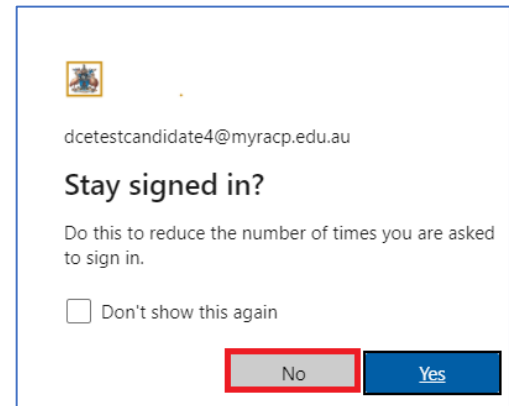 dcetestcandidate4@myracp.edu.au
Stay signed in?
Do this to reduce the number of times you are asked
to sign in.
Don't show this again
No
Yes